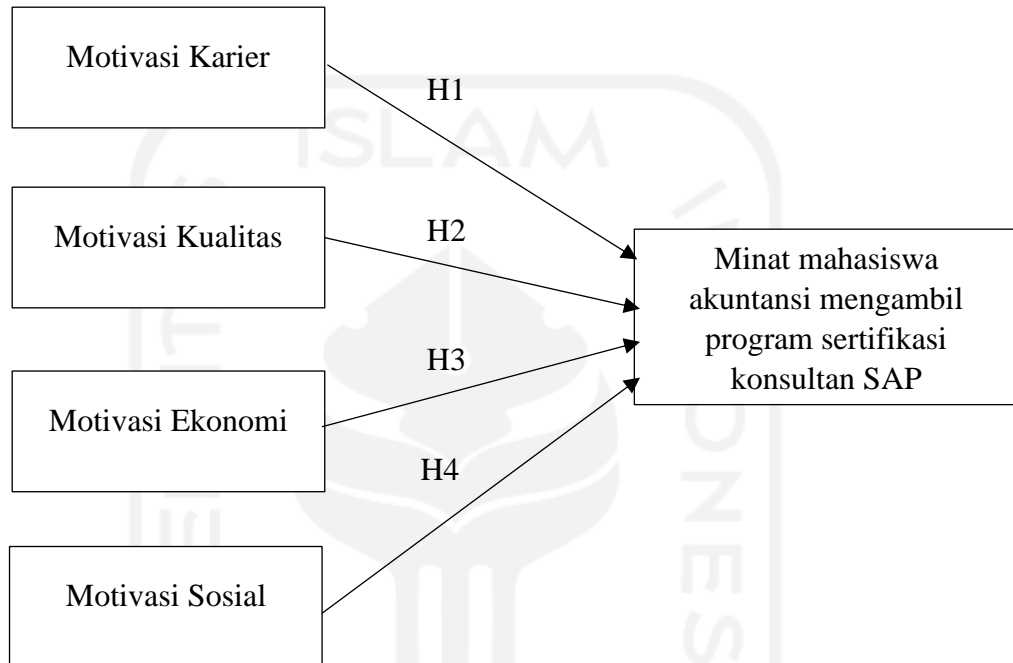 Motivasi Karier
H1
ISLAM
Motivasi Kualitas
H2
Minat mahasiswa
akuntansi mengambil
program sertifikasi
konsultan SAP
H3
Motivasi Ekonomi
H4
Motivasi Sosial